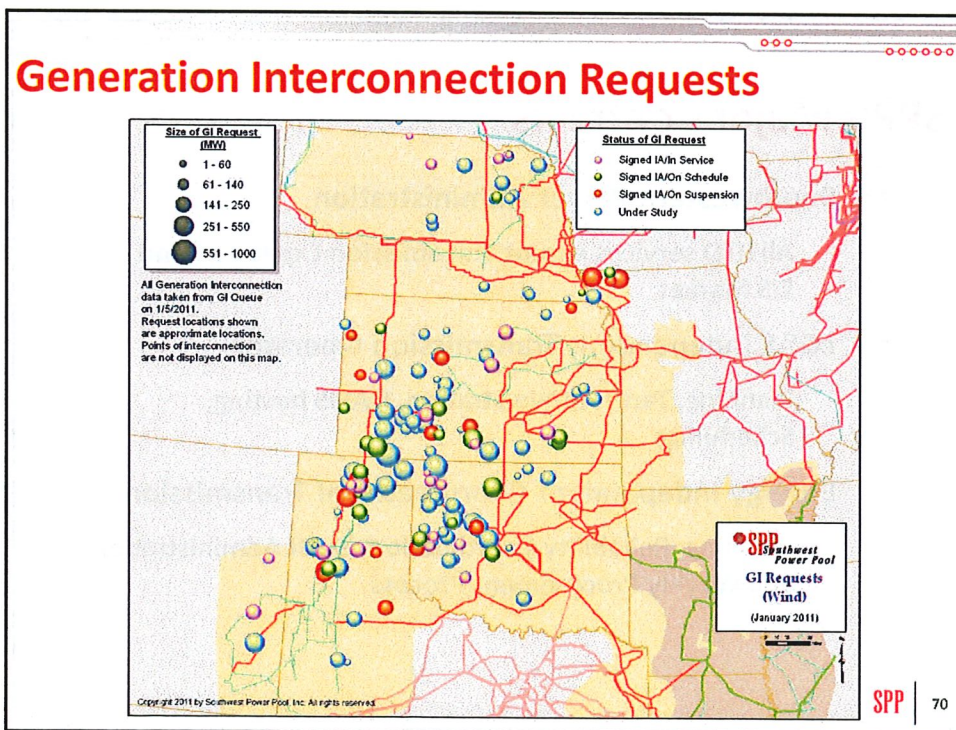 Generation Interconnection Requests
Size of GI Request
(MW)
1 - 60
61 - 140
141 - 250
251 - 550
551 - 1000
All Generation Interconnection
data taken from GI Queue
on 1/5/2011.
Request locations shown
are approximate locations.
Points of interconnection
are not displayed on this map.
Status of GI Request
Signed IA/In Service
Signed IA/On Schedule
Signed IA/On Suspension
Under Study
SPP Southwest
Power Pool
GI Requests
(Wind)
(January 2011)
Copyright 2011 by Southwest Power Pool, Inc. All rights reserved.
SPP 70